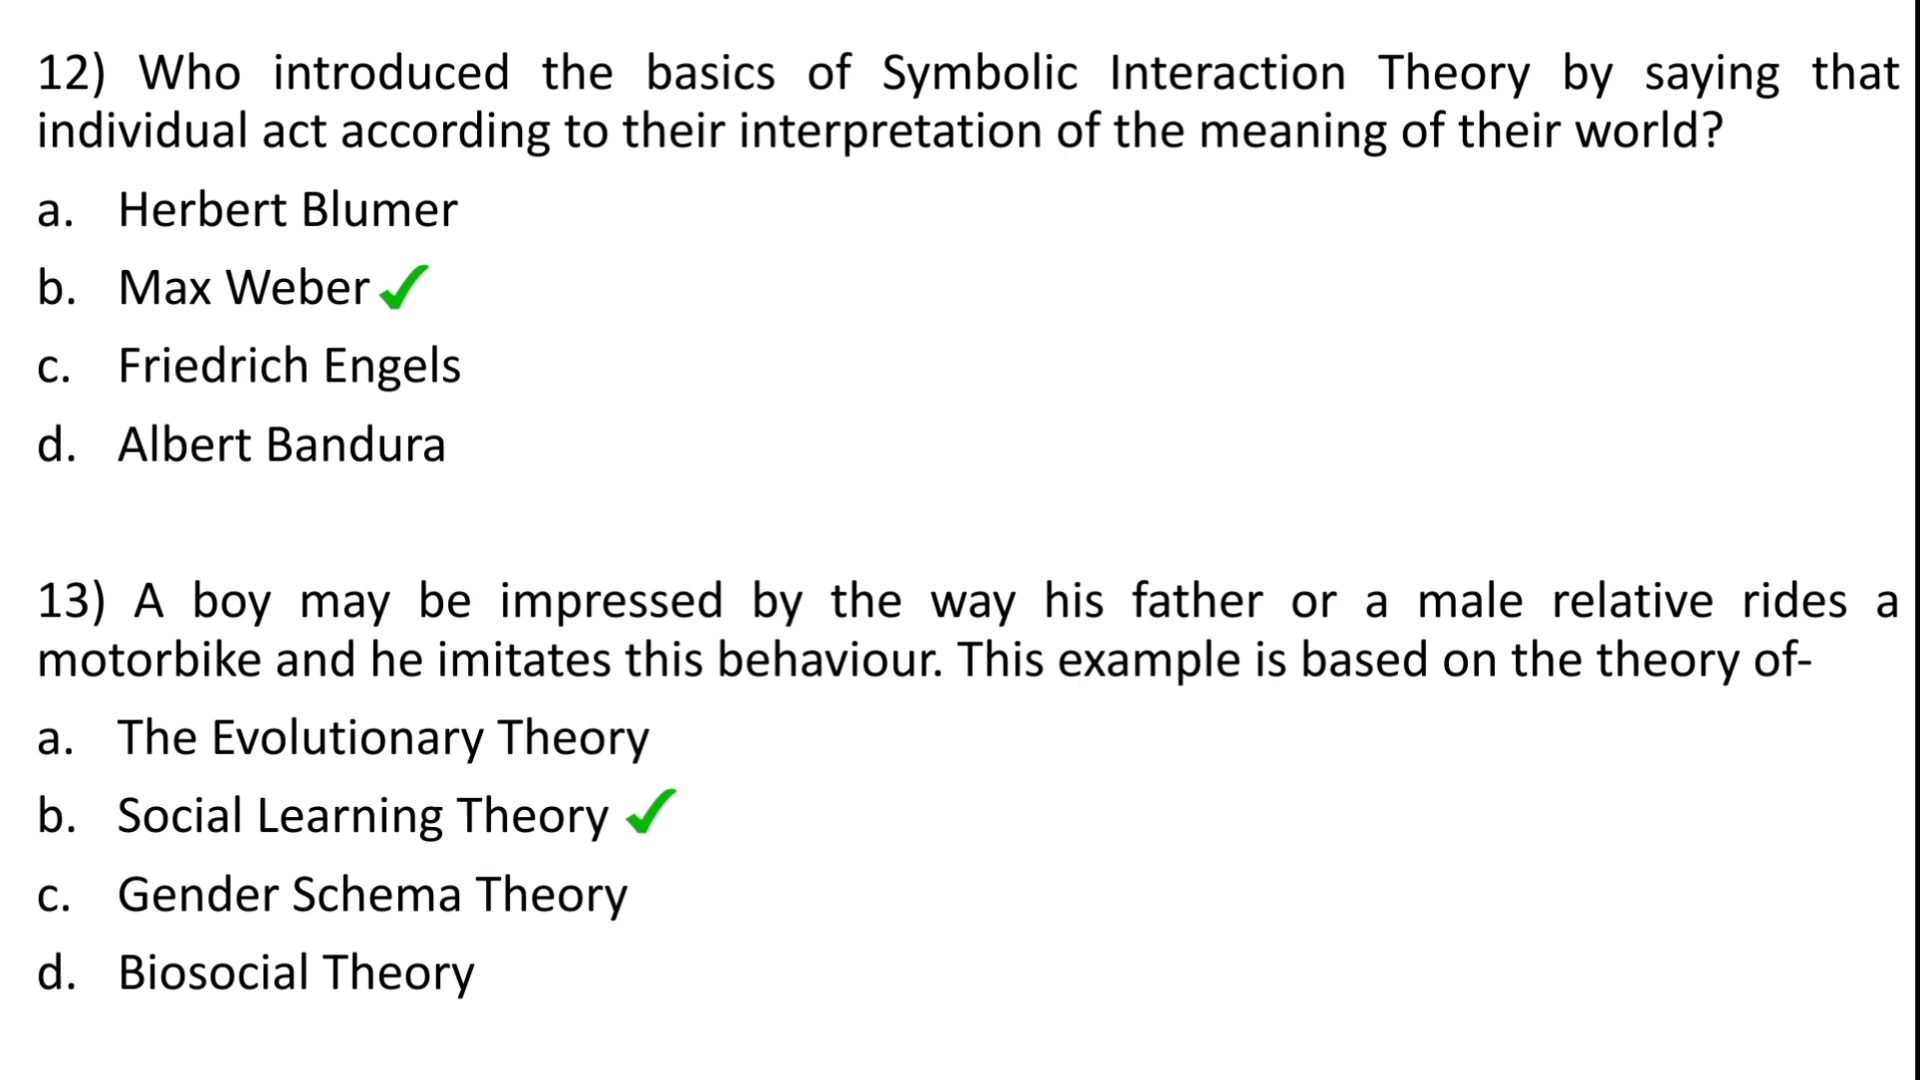 12) Who introduced the basics of Symbolic Interaction Theory by saying that
individual act according to their interpretation of the meaning of their world?
a. Herbert Blumer
b. Max Weber
c. Friedrich Engels
d. Albert Bandura
13) A boy may be impressed by the way his father or a male relative rides a
motorbike and he imitates this behaviour. This example is based on the theory of-
a. The Evolutionary Theory
b. Social Learning Theory
c. Gender Schema Theory
d. Biosocial Theory